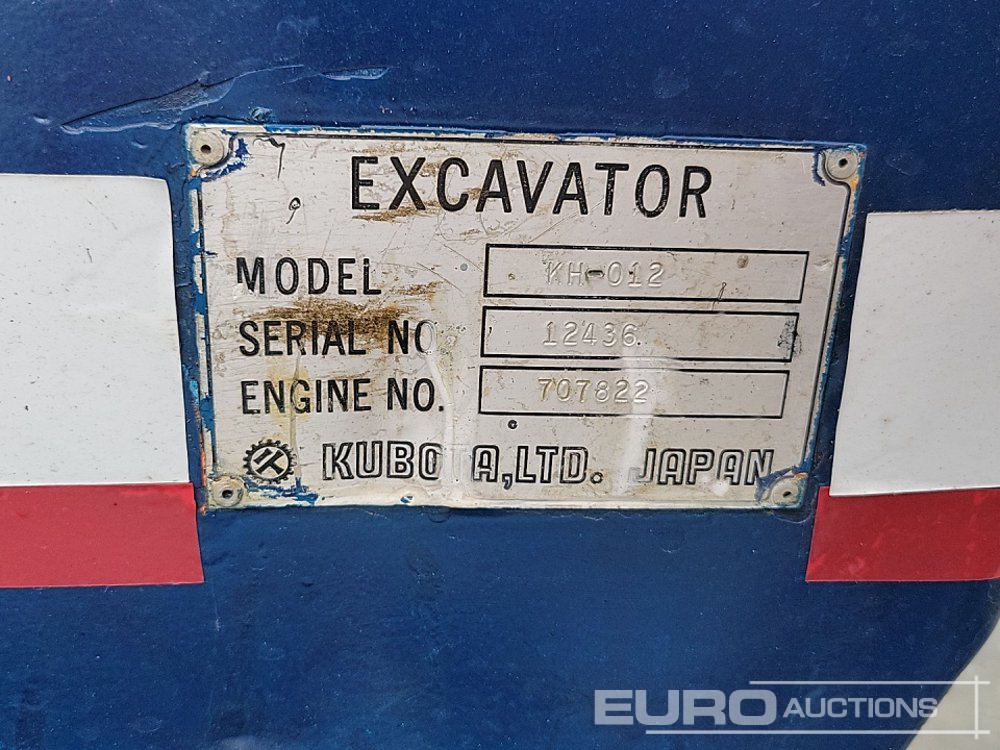 EXCAVATOR
MODEL KH-012
SERIAL NO. 12436
ENGINE NO. 707822
KUBOTA, LTD. JAPAN
EURO AUCTIONS